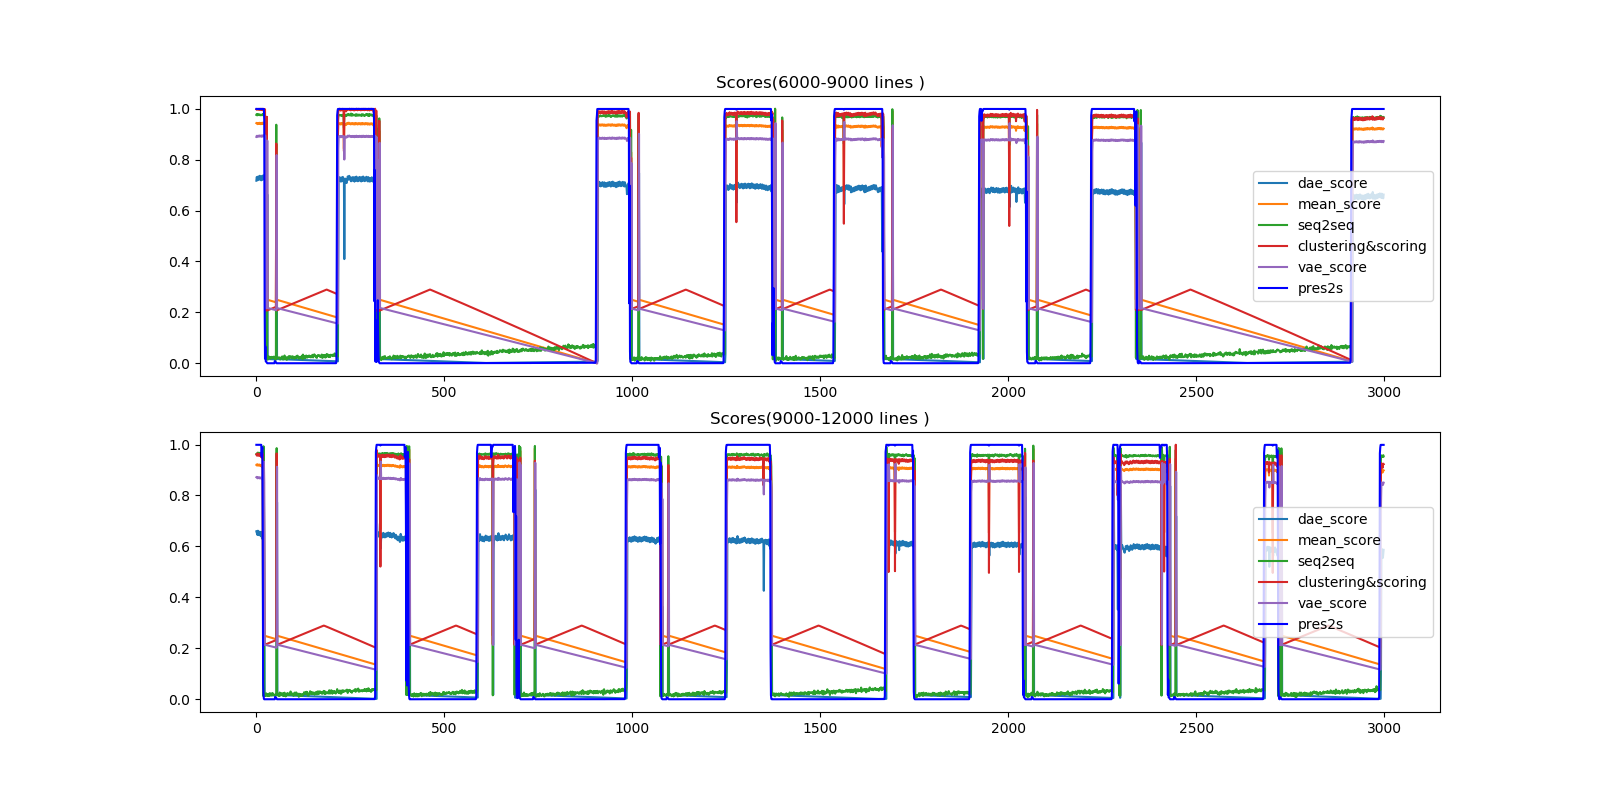 Scores(6000-9000 lines )
1.0
0.8
0.6
0.4
0.2
0.0
0 500 1000 1500 2000 2500 3000
dae_score
mean_score
seq2seq
clustering&scoring
vae_score
pres2s
Scores(9000-12000 lines )
1.0
0.8
0.6
0.4
0.2
0.0
0 500 1000 1500 2000 2500 3000
dae_score
mean_score
seq2seq
clustering&scoring
vae_score
pres2s